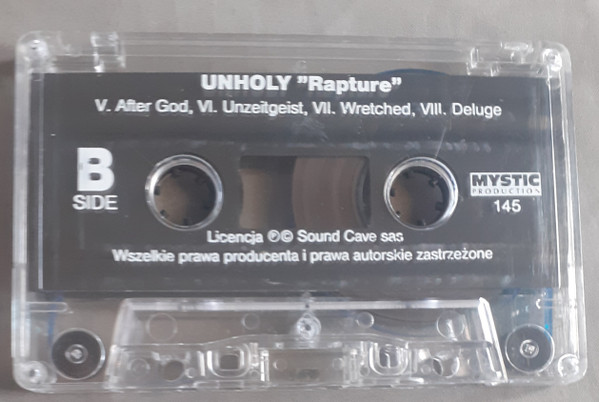 UNHOLY "Rapture"
V. After God, VI. Unzeitgeist, VII. Wretched, VIII. Deluge
B
SIDE
MYSTIC
PRODUCTION
145
Licencja ℗© Sound Cave sas
Wszelkie prawa producenta i prawa autorskie zastrzeżone